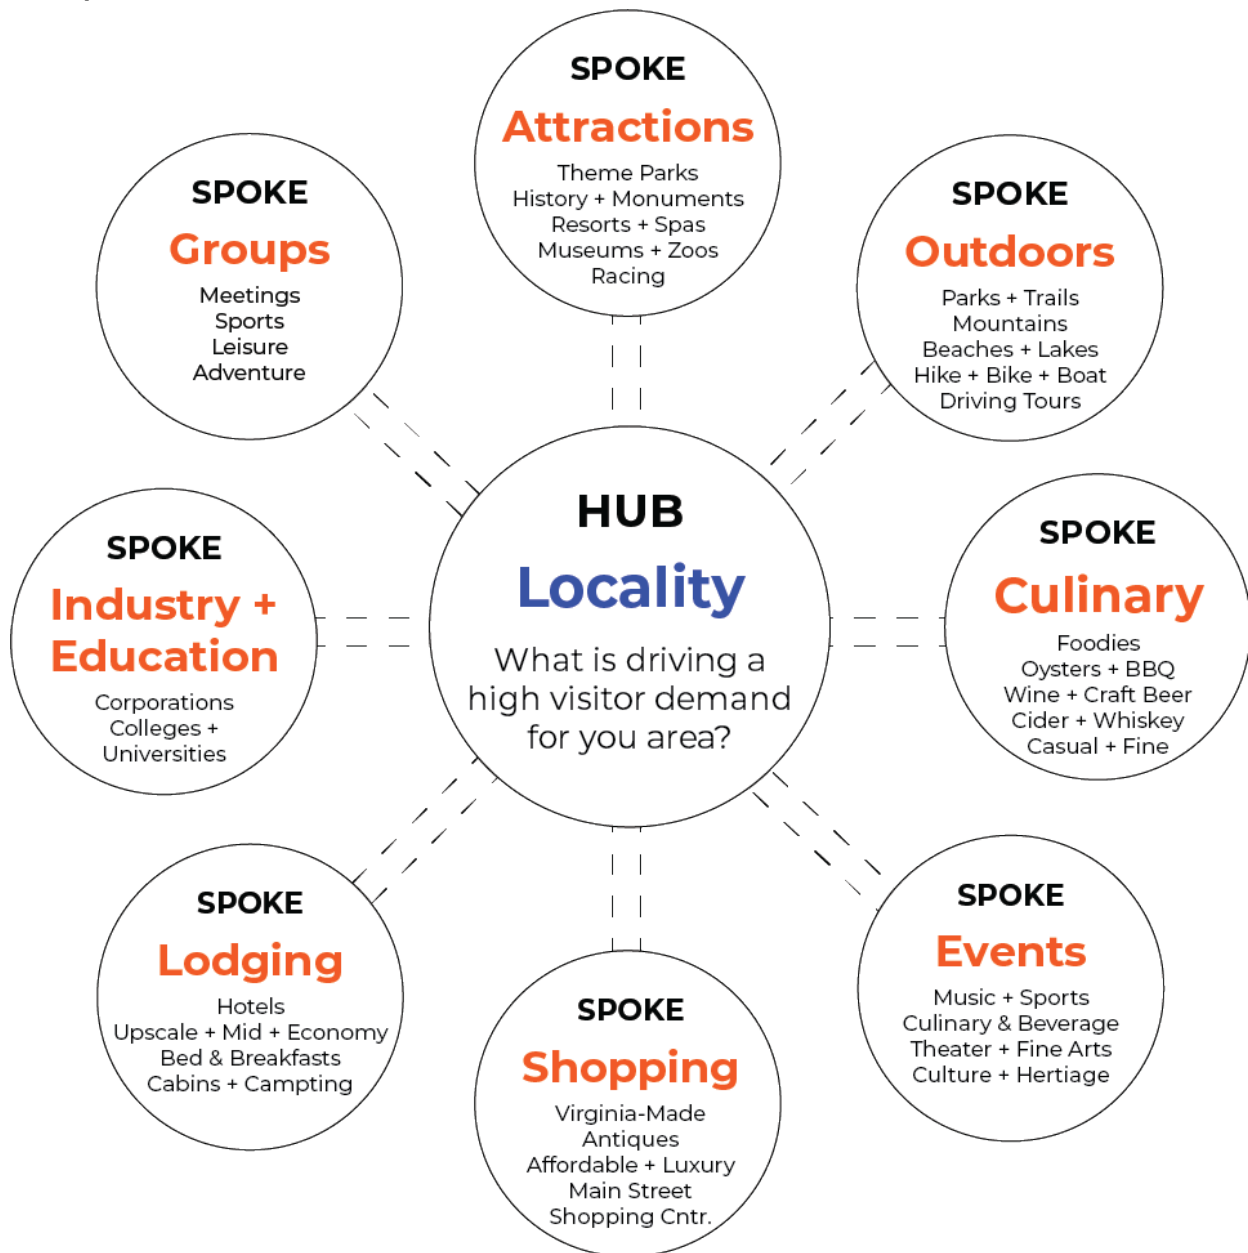 SPOKE
Attractions
Theme Parks
History + Monuments
Resorts + Spas
Museums + Zoos
Racing
SPOKE
Groups
Meetings
Sports
Leisure
Adventure
SPOKE
Outdoors
Parks + Trails
Mountains
Beaches + Lakes
Hike + Bike + Boat
Driving Tours
HUB
Locality
What is driving a
high visitor demand
for you area?
SPOKE
Industry +
Education
Corporations
Colleges +
Universities
SPOKE
Culinary
Foodies
Oysters + BBQ
Wine + Craft Beer
Cider + Whiskey
Casual + Fine
SPOKE
Lodging
Hotels
Upscale + Mid + Economy
Bed & Breakfasts
Cabins + Campting
SPOKE
Shopping
Virginia-Made
Antiques
Affordable + Luxury
Main Street
Shopping Cntr.
SPOKE
Events
Music + Sports
Culinary & Beverage
Theater + Fine Arts
Culture + Hertiage